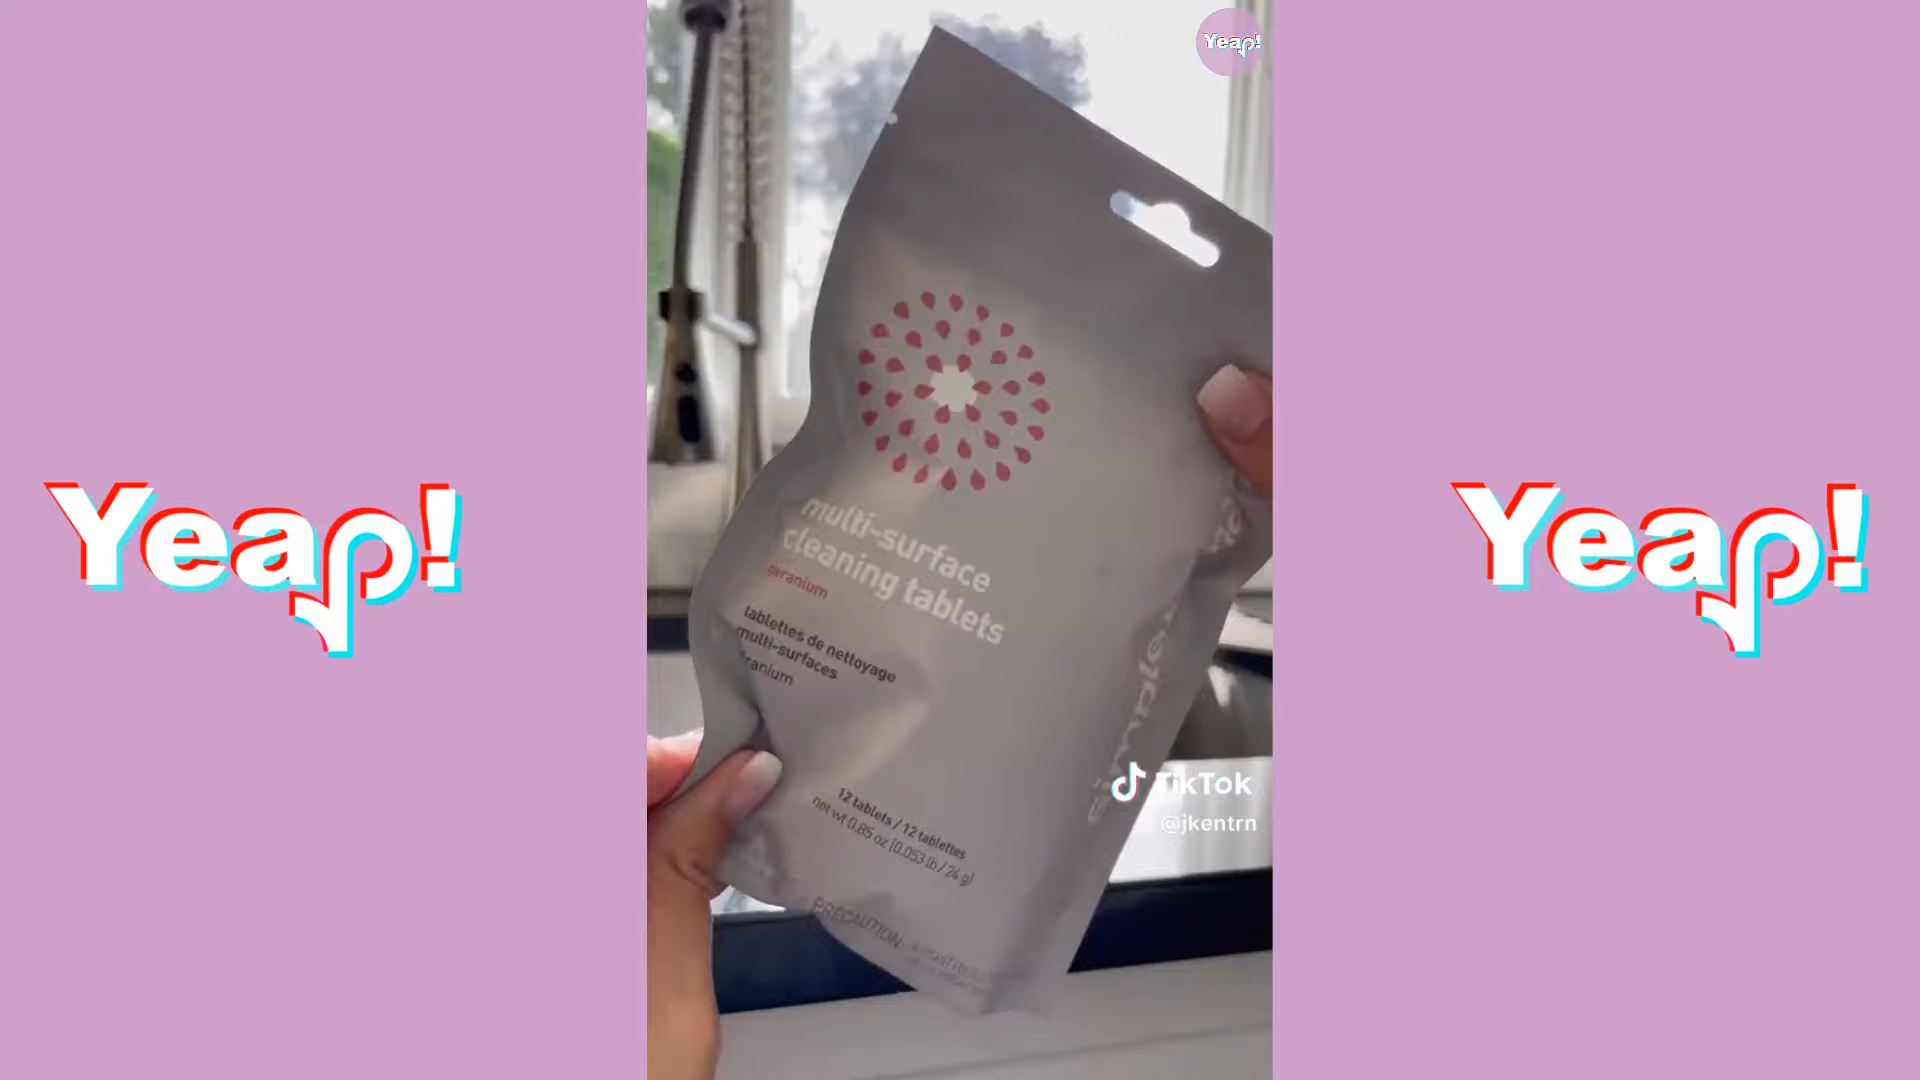 Yeap!
Yeap!
Yeap!
multi-surface
cleaning tablets
geranium
tablettes de nettoyage
multi-surfaces
12 tablets / 12 tablettes
net wt 0.85 oz (0.053 lb / 24 g)
PRECAUTION:
TikTok
@jkentrn